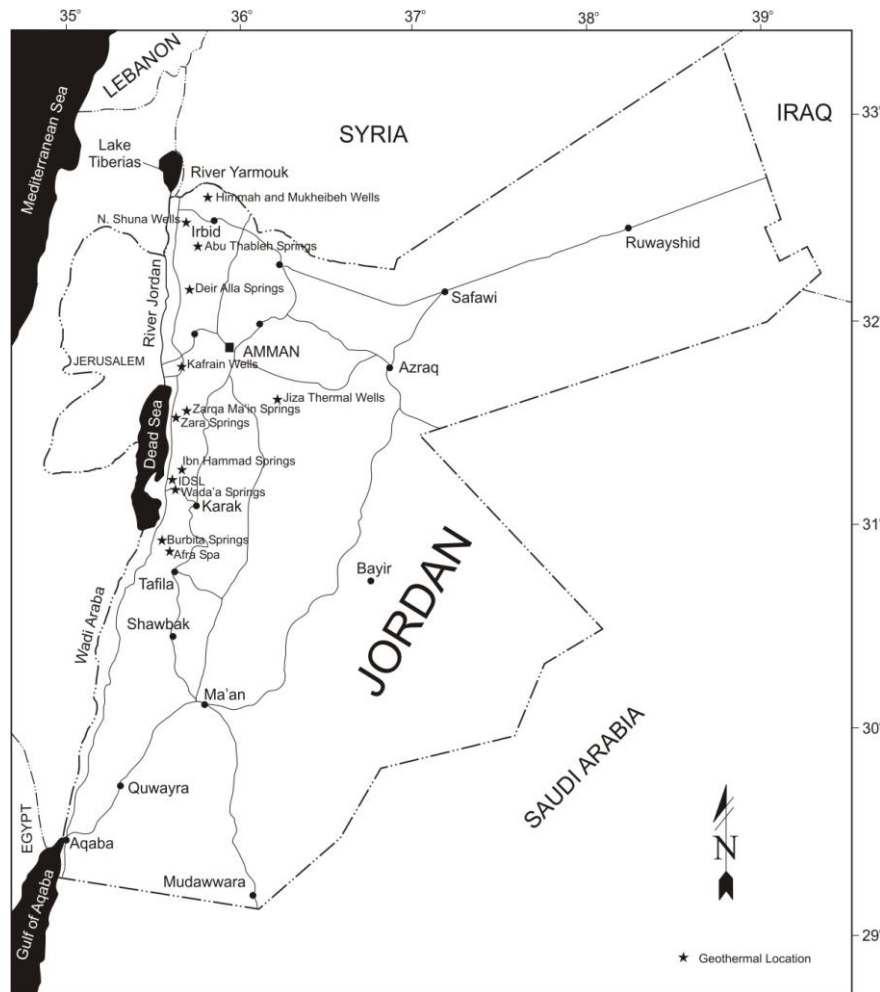 35°
36°
37°
38°
39°
LEBANON
Mediterranean Sea
SYRIA
IRAQ
33°
Lake
Tiberias
River Yarmouk
Himmah and Mukheibeh Wells
N. Shuna Wells
Irbid
Abu Thableh Springs
Ruwayshid
River Jordan
Deir Alla Springs
Safawi
32°
JERUSALEM
AMMAN
Kafrain Wells
Azraq
Dead Sea
Zarqa Ma'in Springs
Zara Springs
Jiza Thermal Wells
Ibn Hammad Springs
IDSL
Wada'a Springs
Karak
31°
Burbita Springs
Afra Spa
JORDAN
Bayir
Tafila
Wadi Araba
Shawbak
Ma'an
30°
SAUDI ARABIA
Quwayra
EGYPT
Aqaba
N
Mudawwara
Gulf of Aqaba
29°
Geothermal Location